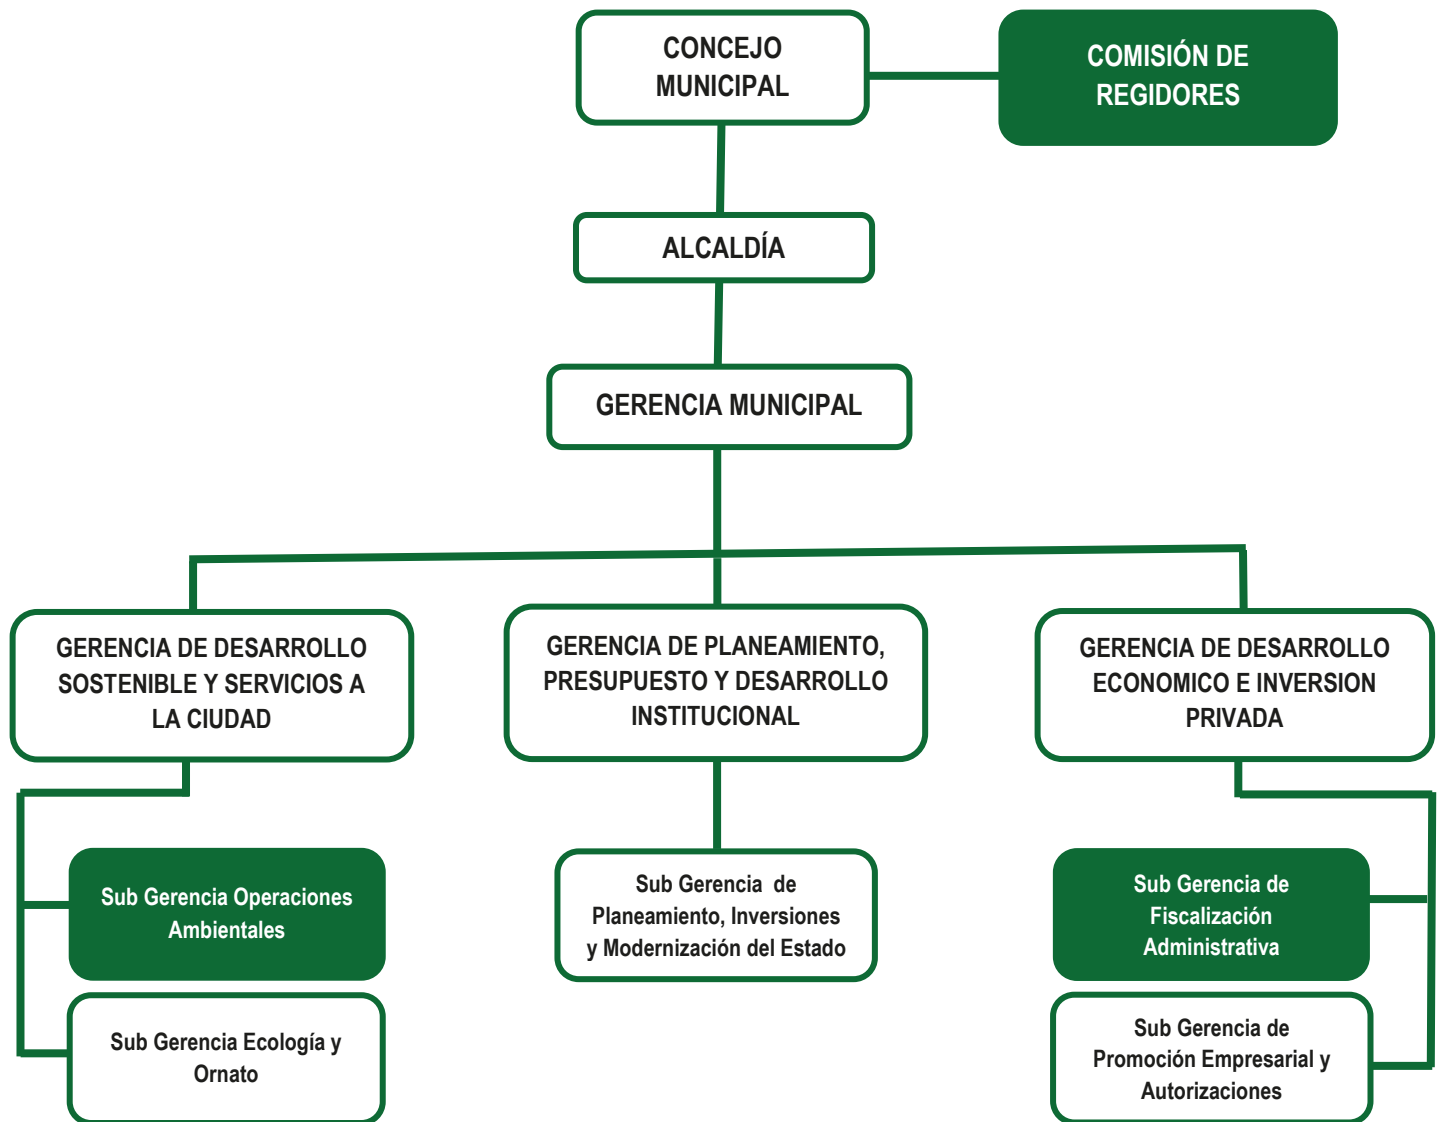 CONCEJO
MUNICIPAL
COMISIÓN DE
REGIDORES
ALCALDÍA
GERENCIA MUNICIPAL
GERENCIA DE DESARROLLO
SOSTENIBLE Y SERVICIOS A
LA CIUDAD
GERENCIA DE PLANEAMIENTO,
PRESUPUESTO Y DESARROLLO
INSTITUCIONAL
GERENCIA DE DESARROLLO
ECONOMICO E INVERSION
PRIVADA
Sub Gerencia Operaciones
Ambientales
Sub Gerencia de
Planeamiento, Inversiones
y Modernización del Estado
Sub Gerencia de
Fiscalización
Administrativa
Sub Gerencia Ecología y
Ornato
Sub Gerencia de
Promoción Empresarial y
Autorizaciones